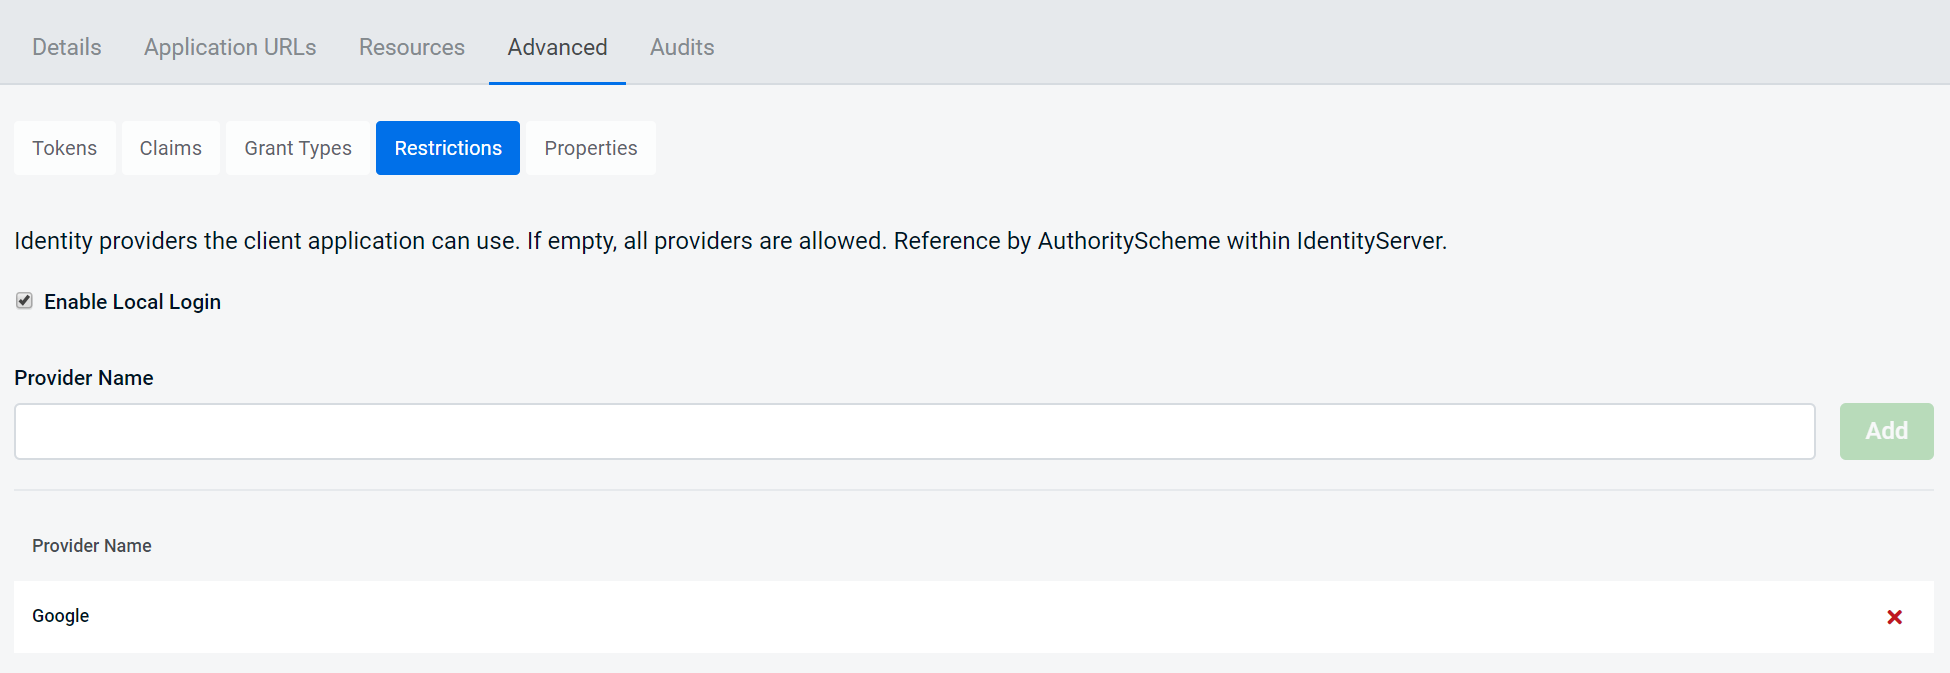 Details Application URLs Resources Advanced Audits
Tokens Claims Grant Types Restrictions Properties
Identity providers the client application can use. If empty, all providers are allowed. Reference by AuthorityScheme within IdentityServer.
Enable Local Login
Provider Name
Add
Provider Name
Google